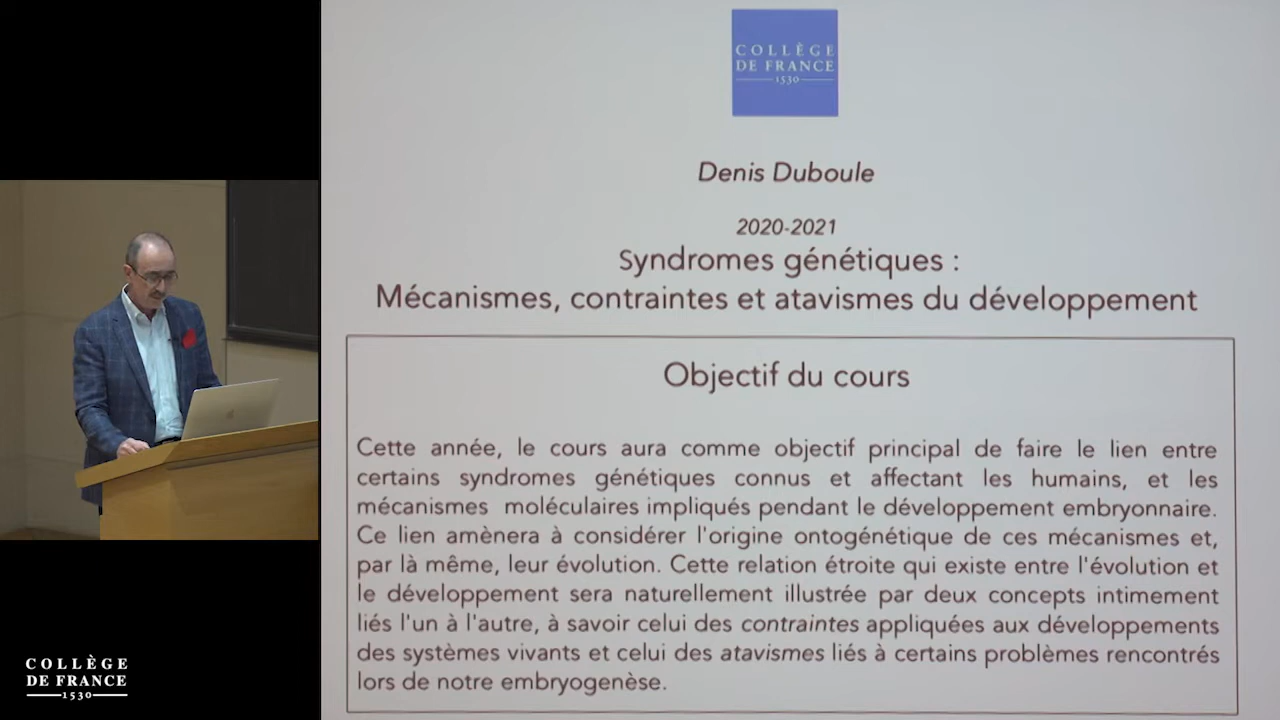 COLLÈGE
DE FRANCE
1530
Denis Duboule
2020-2021
Syndromes génétiques :
Mécanismes, contraintes et atavismes du développement
Objectif du cours
Cette année, le cours aura comme objectif principal de faire le lien entre
certains syndromes génétiques connus et affectant les humains, et les
mécanismes moléculaires impliqués pendant le développement embryonnaire.
Ce lien amènera à considérer l'origine ontogénétique de ces mécanismes et,
par là même, leur évolution. Cette relation étroite qui existe entre l'évolution et
le développement sera naturellement illustrée par deux concepts intimement
liés l'un à l'autre, à savoir celui des contraintes appliquées aux développements
des systèmes vivants et celui des atavismes liés à certains problèmes rencontrés
lors de notre embryogenèse.
COLLÈGE
DE FRANCE
1530